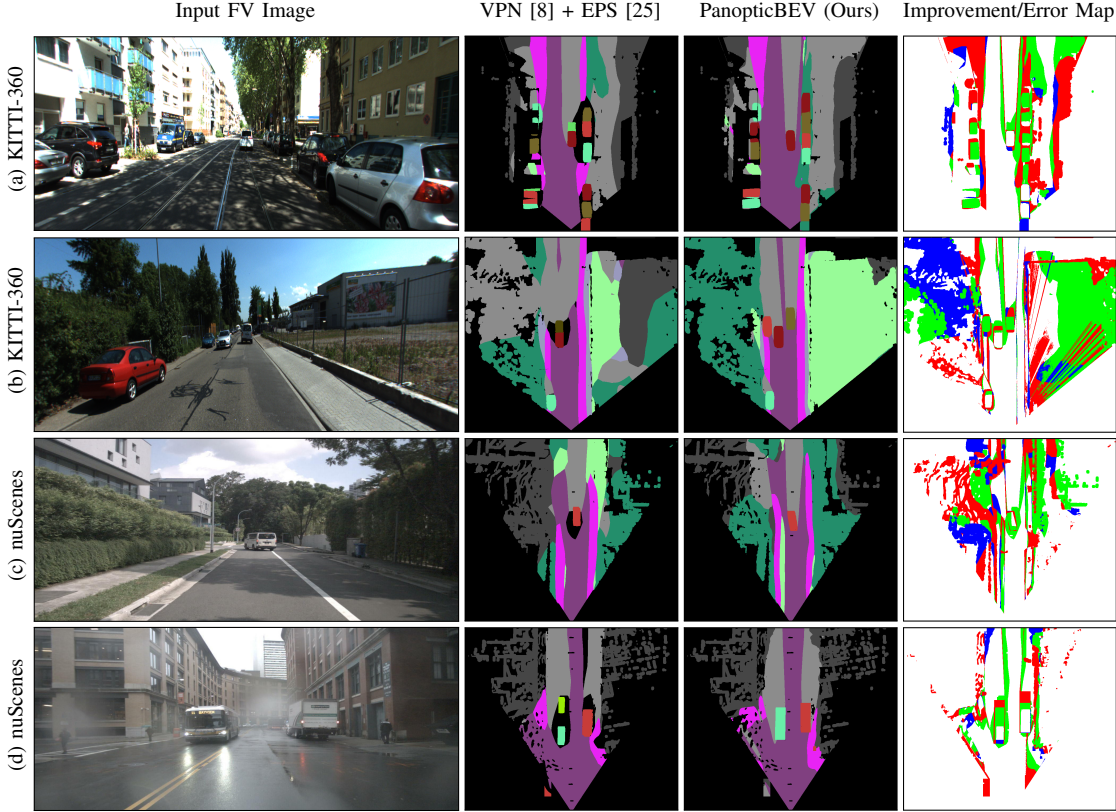 Input FV Image VPN [8] + EPS [25] PanopticBEV (Ours) Improvement/Error Map
(a) KITTI-360
(b) KITTI-360
(c) nuScenes
(d) nuScenes